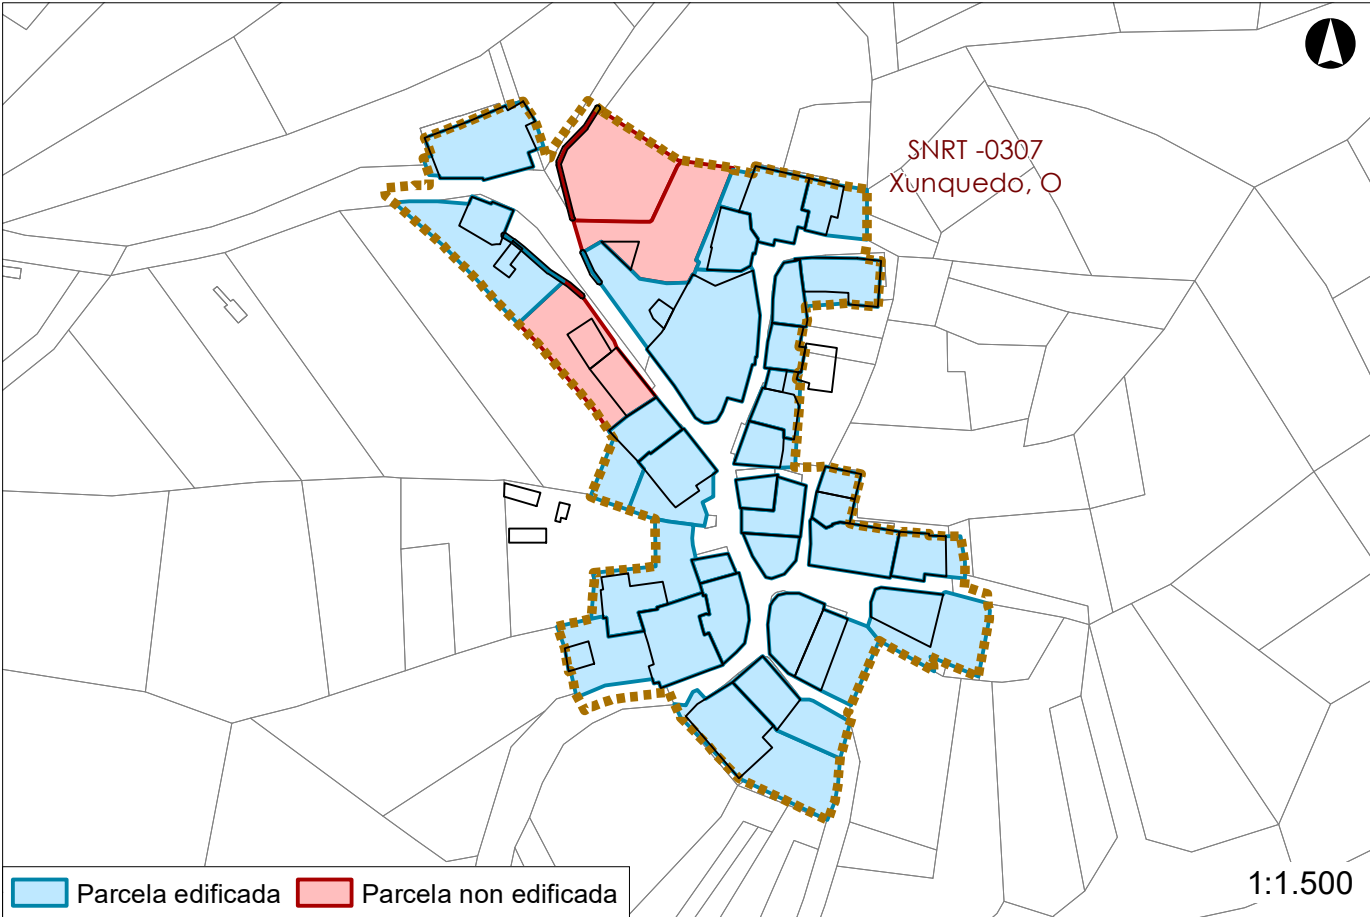 SNRT -0307
Xunquedo, O
Parcela edificada
Parcela non edificada
1:1.500